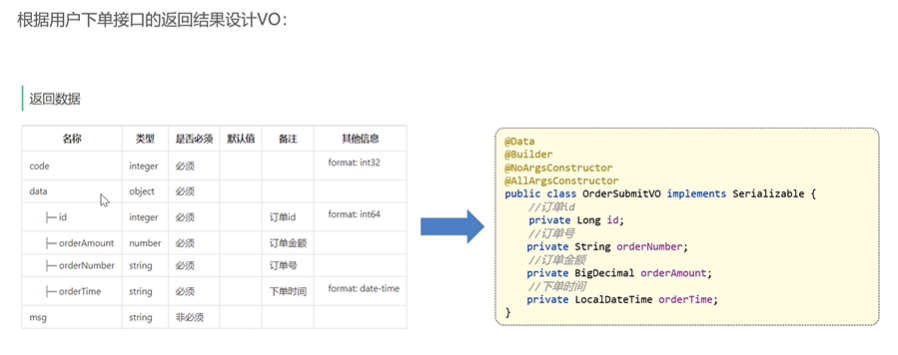 根据用户下单接口的返回结果设计VO：
返回数据
名称 类型 是否必须 默认值 备注 其他信息
code integer 必须 format: int32
data object 必须
├─ id integer 必须 订单id format: int64
├─ orderAmount number 必须 订单金额
├─ orderNumber string 必须 订单号
├─ orderTime string 必须 下单时间 format: date-time
msg string 非必须
@Data
@Builder
@NoArgsConstructor
@AllArgsConstructor
public class OrderSubmitVO implements Serializable {
//订单id
private Long id;
//订单号
private String orderNumber;
//订单金额
private BigDecimal orderAmount;
//下单时间
private LocalDateTime orderTime;
}